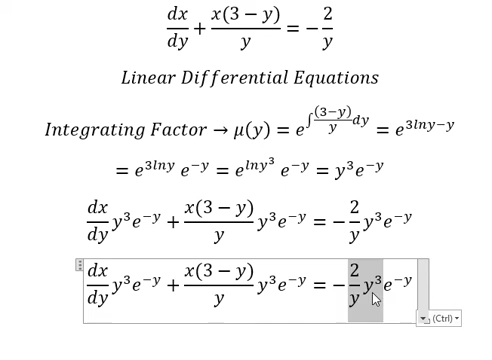 dx/dy + x(3 − y)/y = − 2/y
Linear Differential Equations
Integrating Factor → μ(y) = e^{∫ (3−y)/y dy} = e^{3lny−y}
= e^{3lny} e^{−y} = e^{lny³} e^{−y} = y³e^{−y}
dx/dy y³e^{−y} + x(3 − y)/y y³e^{−y} = − 2/y y³e^{−y}
dx/dy y³e^{−y} + x(3 − y)/y y³e^{−y} = − 2/y y³e^{−y}
(Ctrl)